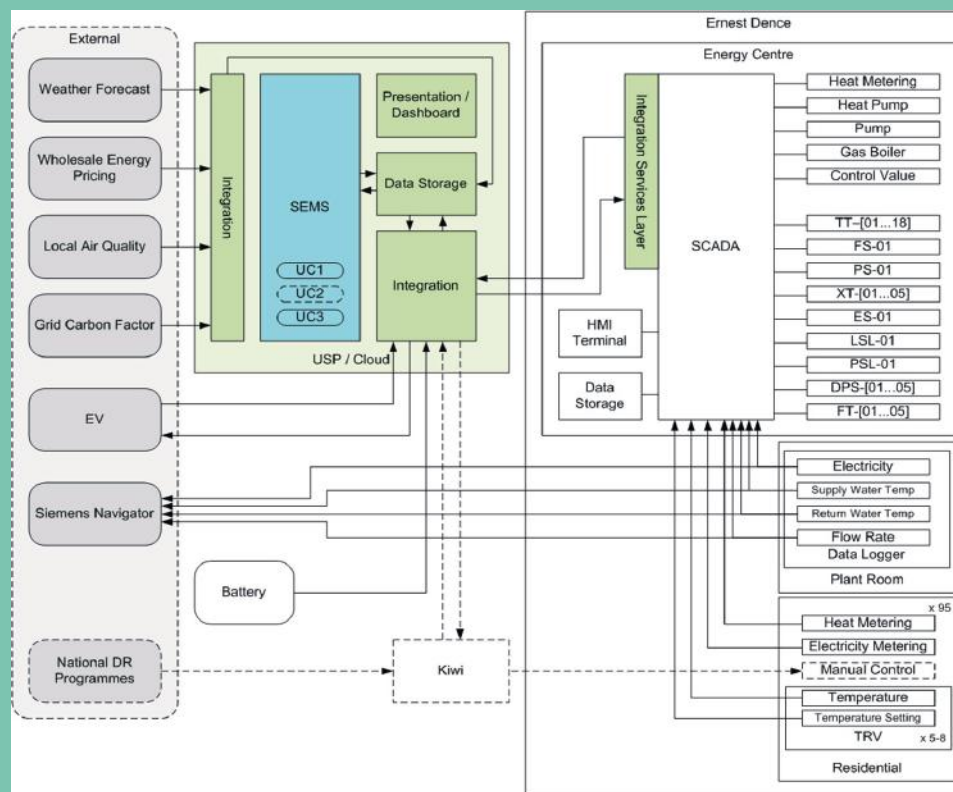 External
Weather Forecast
Wholesale Energy
Pricing
Local Air Quality
Grid Carbon Factor
EV
Siemens Navigator
National DR
Programmes
Integration
SEMS
UC1
UC2
UC3
Presentation /
Dashboard
Data Storage
Integration
USP / Cloud
Battery
Kiwi
Ernest Dence
Energy Centre
Integration Services Layer
SCADA
HMI
Terminal
Data
Storage
Heat Metering
Heat Pump
Pump
Gas Boiler
Control Value
TT–[01...18]
FS-01
PS-01
XT-[01...05]
ES-01
LSL-01
PSL-01
DPS-[01...05]
FT-[01...05]
Electricity
Supply Water Temp
Return Water Temp
Flow Rate
Data Logger
Plant Room
x 95
Heat Metering
Electricity Metering
Manual Control
Temperature
Temperature Setting
TRV
x 5-8
Residential